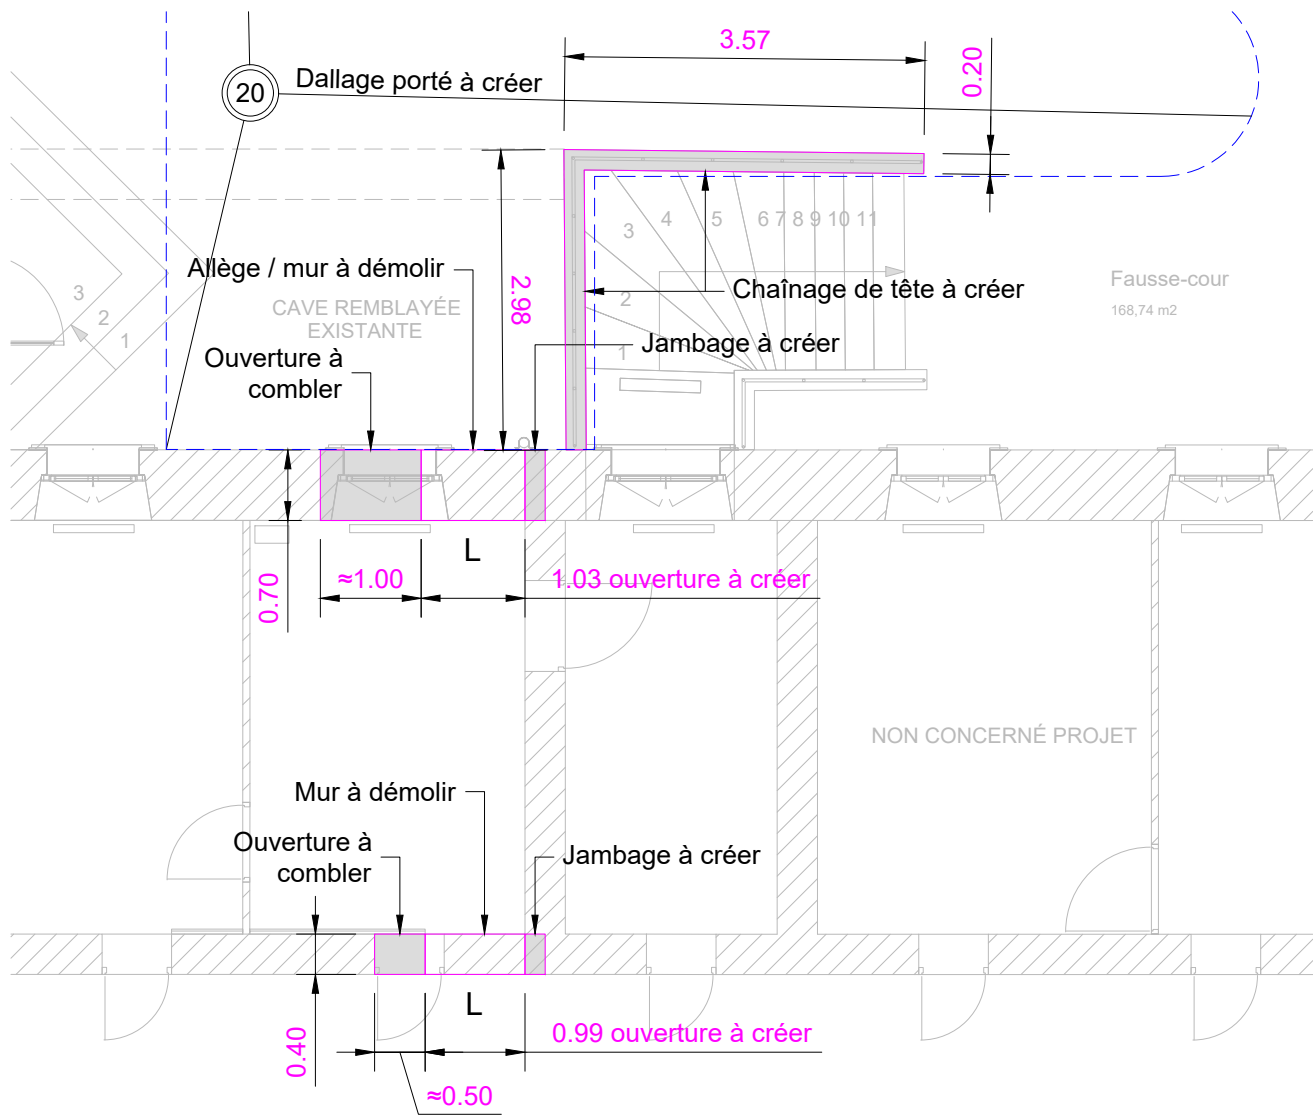 3.57
0.20
20
Dallage porté à créer
3
4
5
6 7 8 9 10 11
2
1
Allège / mur à démolir
2.98
Chaînage de tête à créer
Fausse-cour
168,74 m2
3
2
1
CAVE REMBLAYÉE
EXISTANTE
Jambage à créer
Ouverture à
combler
L
0.70
≈1.00
1.03 ouverture à créer
NON CONCERNÉ PROJET
Mur à démolir
Ouverture à
combler
Jambage à créer
L
0.40
0.99 ouverture à créer
≈0.50